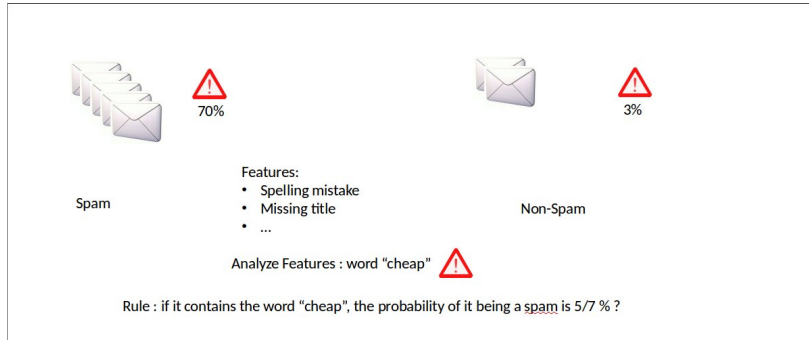 70%
3%
Features:
• Spelling mistake
• Missing title
• ...
Spam
Non-Spam
Analyze Features : word “cheap”
Rule : if it contains the word “cheap”, the probability of it being a spam is 5/7 % ?